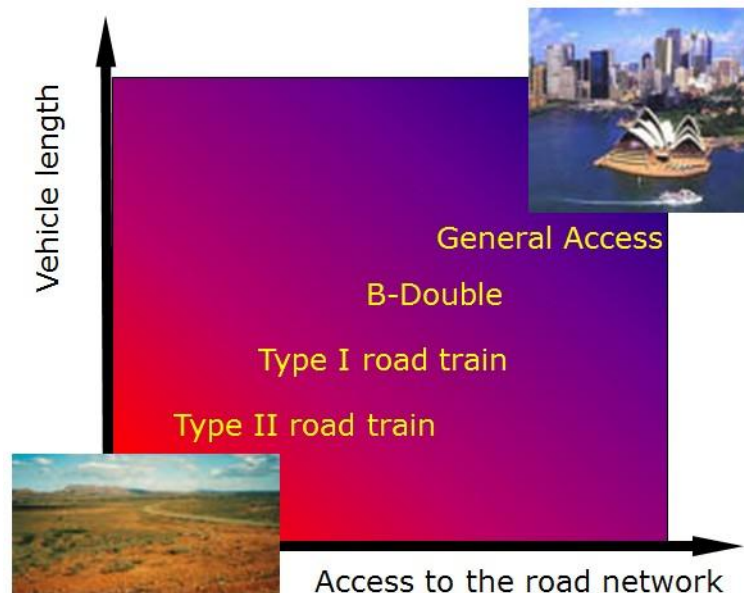 Vehicle length
General Access
B-Double
Type I road train
Type II road train
Access to the road network